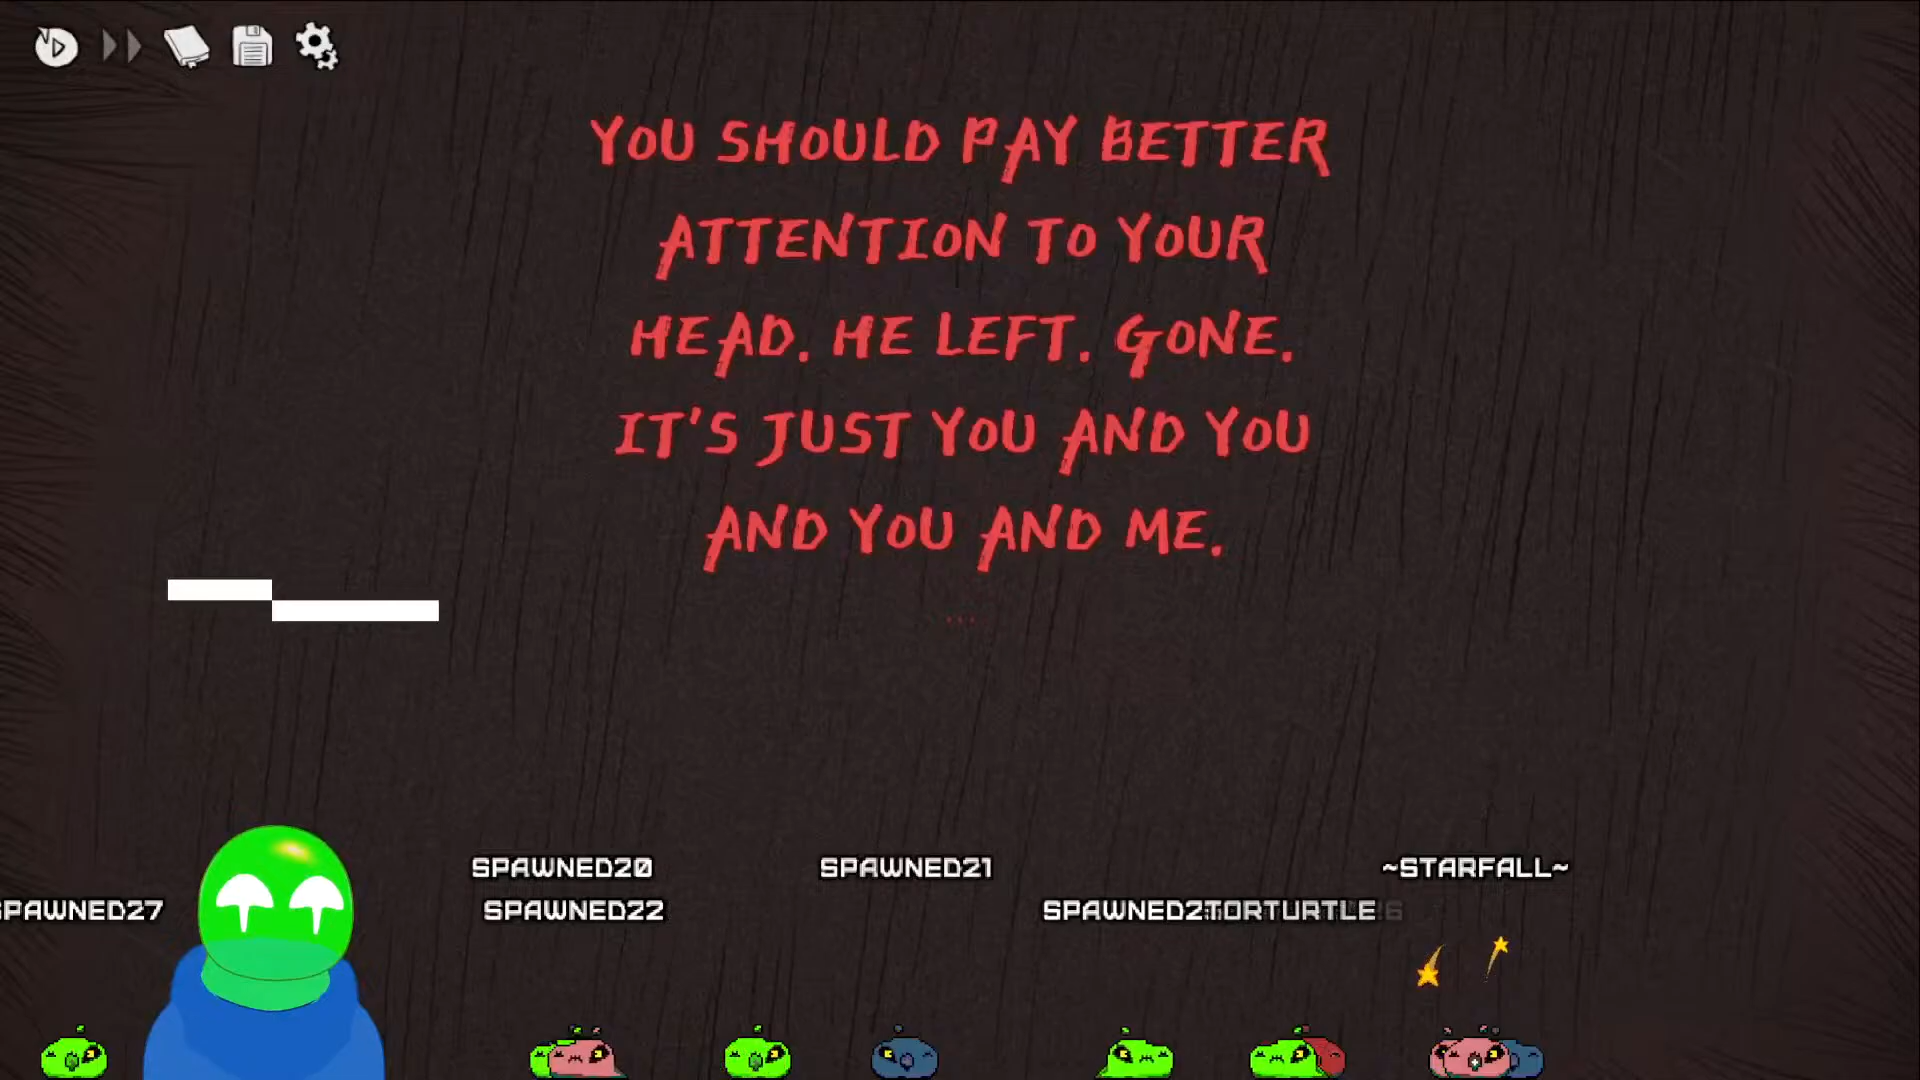 YOU SHOULD PAY BETTER
ATTENTION TO YOUR
HEAD. HE LEFT. GONE.
IT'S JUST YOU AND YOU
AND YOU AND ME.
...
SPAWNED20
SPAWNED21
~STARFALL~
SPAWNED27
SPAWNED22
TORTURTLE